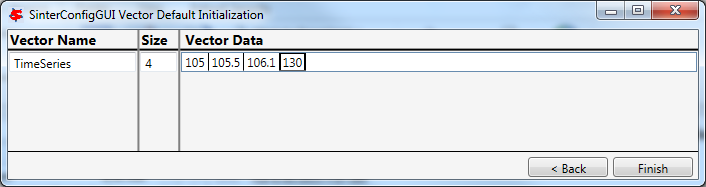 SinterConfigGUI Vector Default Initialization
Vector Name Size Vector Data
TimeSeries 4 105 105.5 106.1 130
< Back Finish